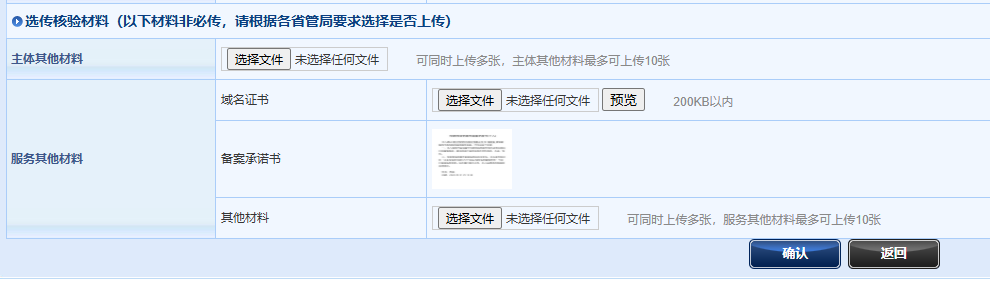 选传核验材料（以下材料非必传，请根据各省管局要求选择是否上传）
主体其他材料 选择文件 未选择任何文件 可同时上传多张，主体其他材料最多可上传10张
域名证书 选择文件 未选择任何文件 预览 200KB以内
服务其他材料 备案承诺书
其他材料 选择文件 未选择任何文件 可同时上传多张，服务其他材料最多可上传10张
确认 返回